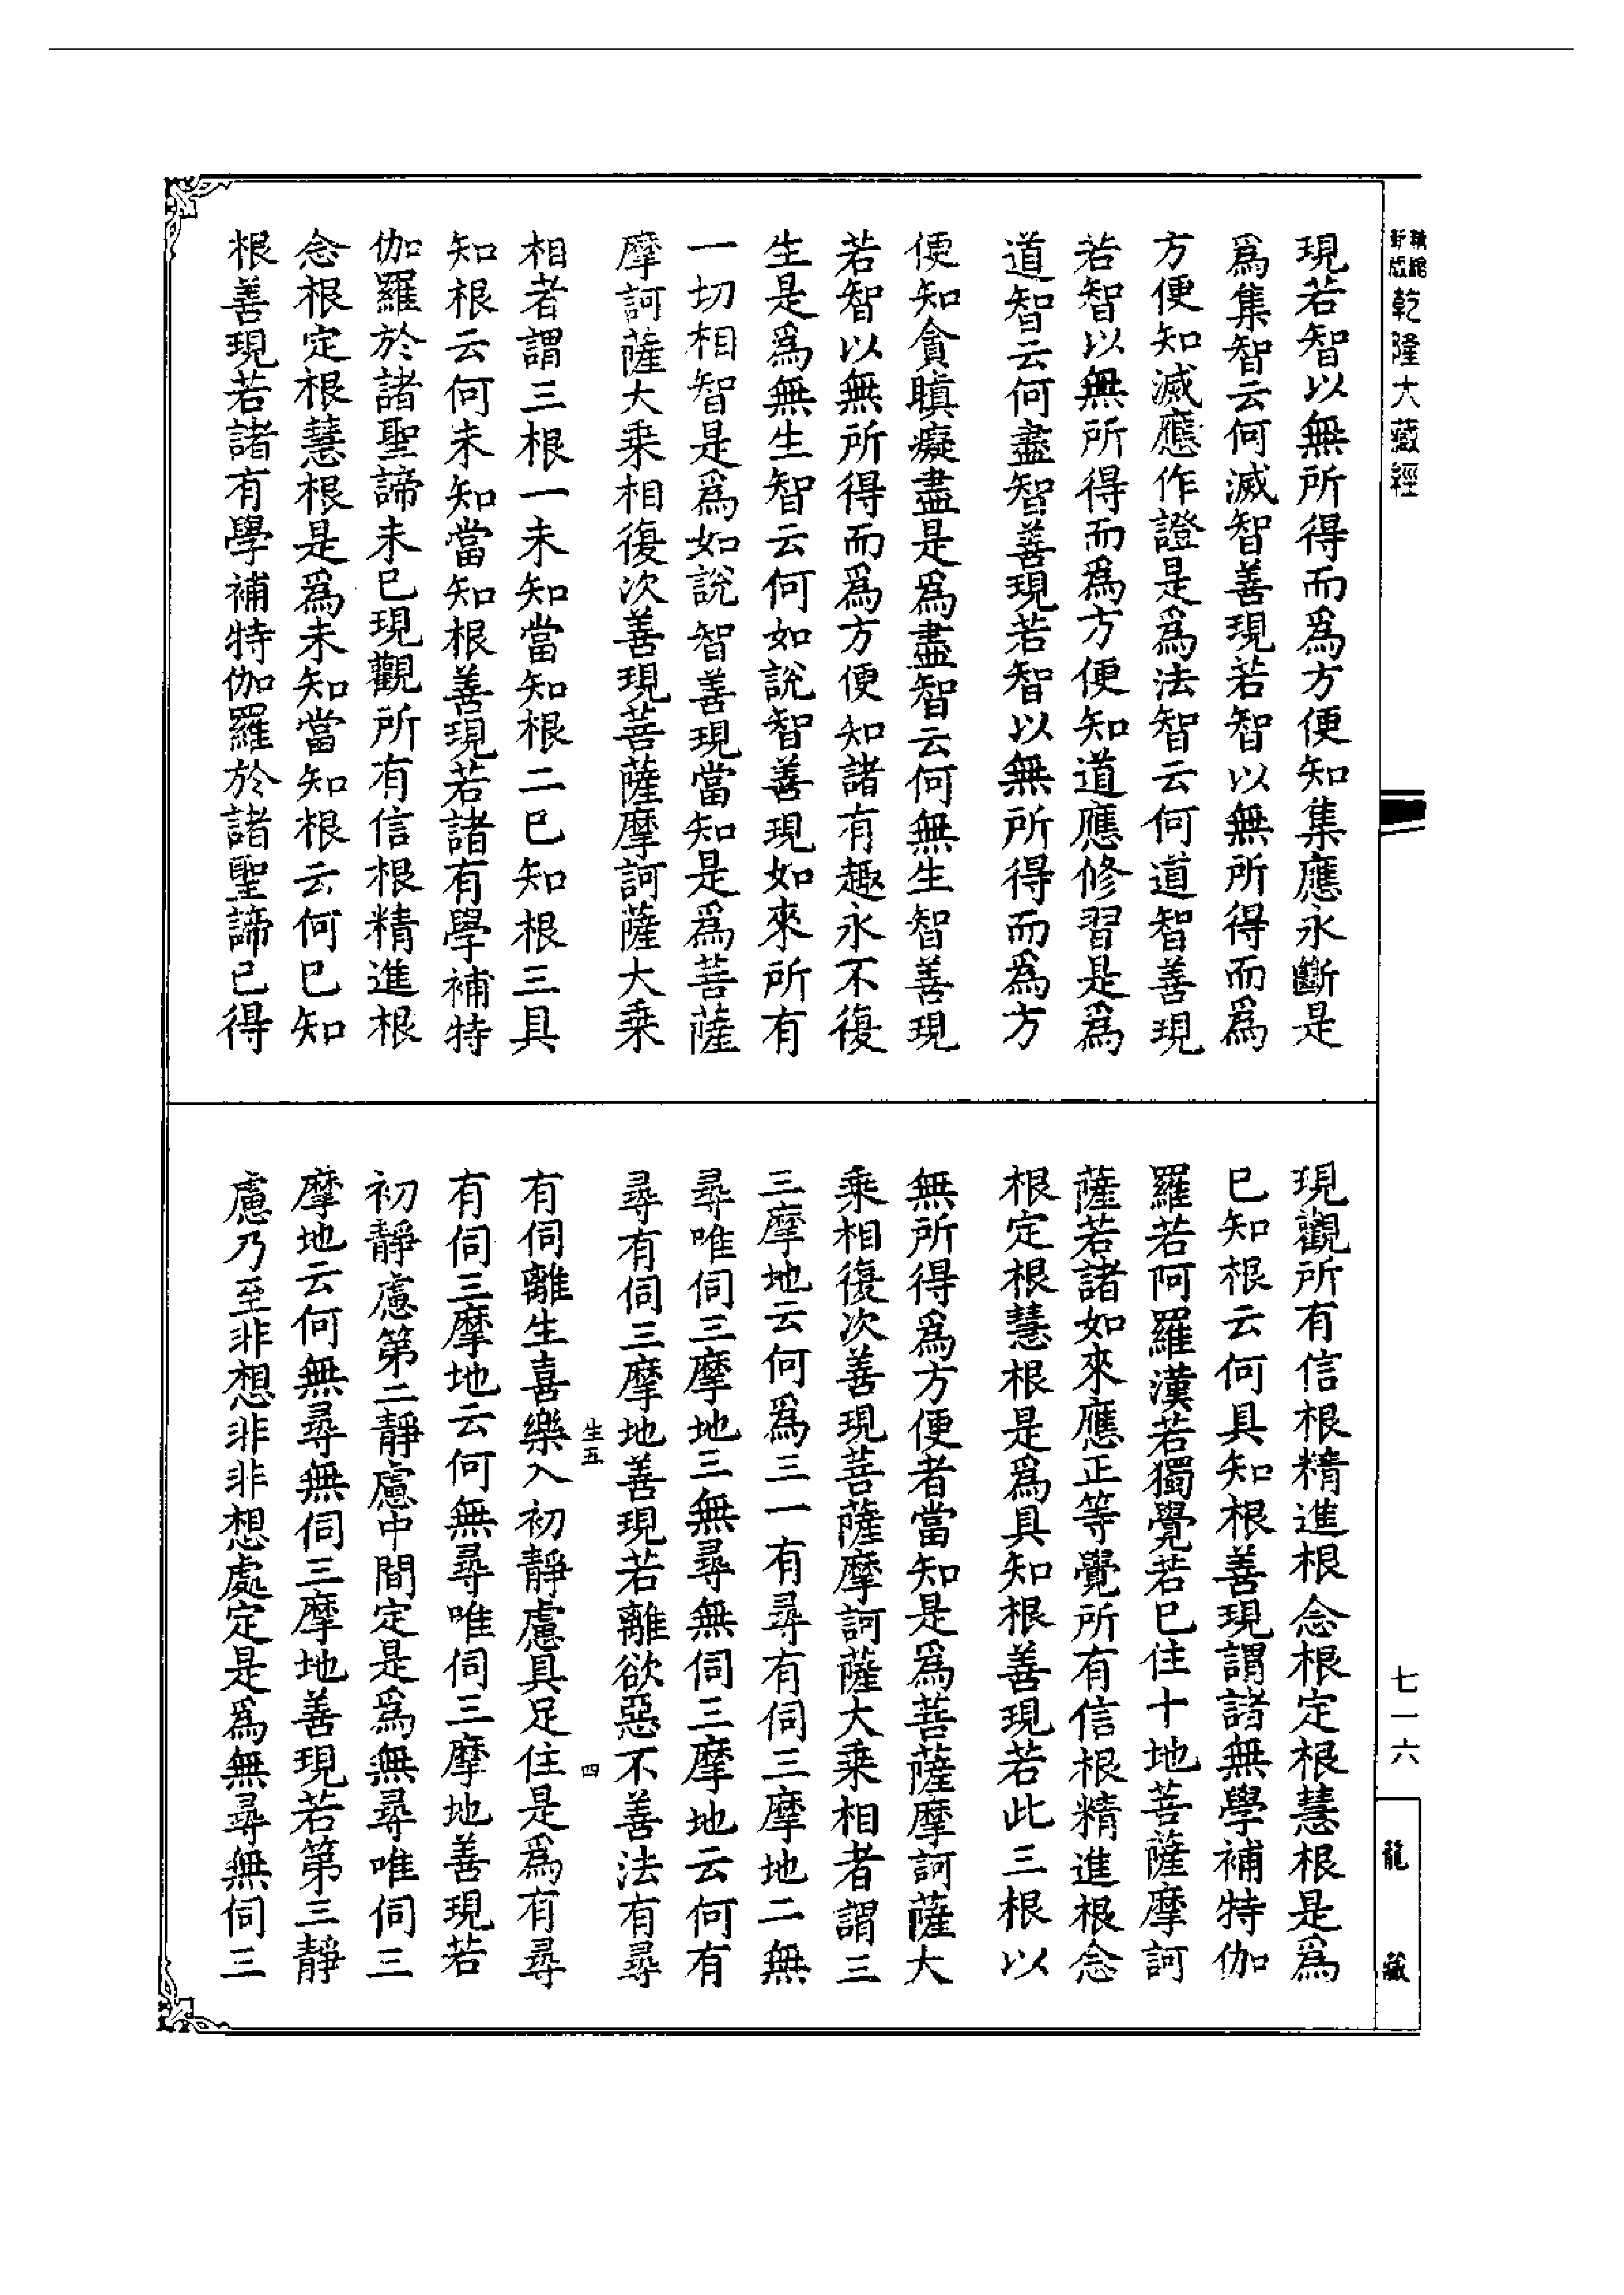 乾隆大藏經
現若智以無所得而爲方便知集應永斷是
爲集智云何滅智善現若智以無所得而爲
方便知滅應作證是爲法智云何道智善現
若智以無所得而爲方便知道應修習是爲
道智云何盡智善現若智以無所得而爲方
便知貪瞋癡盡是爲盡智云何無生智善現
若智以無所得而爲方便知諸有趣永不復
生是爲無生智云何如說智善現如來所有
一切相智是爲如說智善現當知是爲菩薩
摩訶薩大乘相復次善現菩薩摩訶薩大乘
相者謂三根一未知當知根二已知根三具
知根云何未知當知根善現若諸有學補特
伽羅於諸聖諦未已現觀所有信根精進根
念根定根慧根是爲未知當知根云何已知
根善現若諸有學補特伽羅於諸聖諦已得
現觀所有信根精進根念根定根慧根是爲
已知根云何具知根善現謂諸無學補特伽
羅若阿羅漢若獨覺若已住十地菩薩摩訶
薩若諸如來應正等覺所有信根精進根念
根定根慧根是爲具知根善現若此三根以
無所得爲方便者當知是爲菩薩摩訶薩大
乘相復次善現菩薩摩訶薩大乘相者謂三
三摩地云何爲三一有尋有伺三摩地二無
尋唯伺三摩地三無尋無伺三摩地云何有
尋有伺三摩地善現若離欲惡不善法有尋
生五
四
有伺離生喜樂入初靜慮具足住是爲有尋
有伺三摩地云何無尋唯伺三摩地善現若
初靜慮第二靜慮中間定是爲無尋唯伺三
摩地云何無尋無伺三摩地善現若第三靜
慮乃至非想非非想處定是爲無尋無伺三
七一六
龍藏